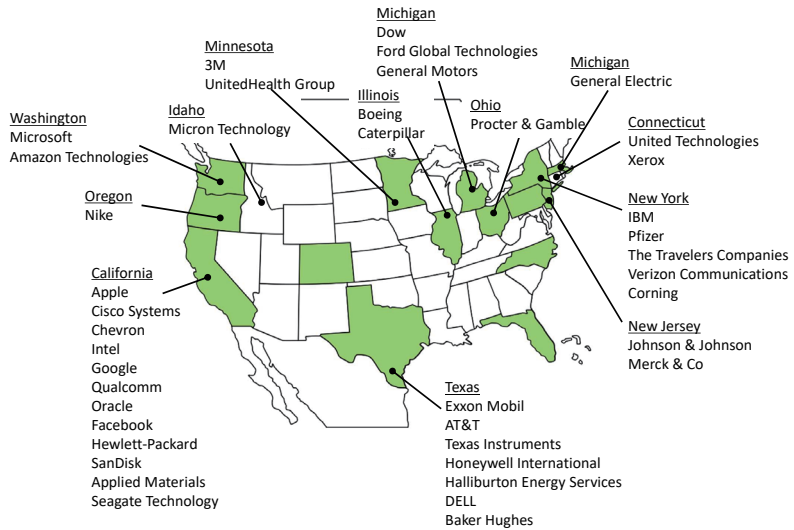 Michigan
Dow
Ford Global Technologies
General Motors
Minnesota
3M
UnitedHealth Group
Michigan
General Electric
Illinois
Boeing
Caterpillar
Ohio
Procter & Gamble
Idaho
Micron Technology
Washington
Microsoft
Amazon Technologies
Connecticut
United Technologies
Xerox
Oregon
Nike
New York
IBM
Pfizer
The Travelers Companies
Verizon Communications
Corning
California
Apple
Cisco Systems
Chevron
Intel
Google
Qualcomm
Oracle
Facebook
Hewlett-Packard
SanDisk
Applied Materials
Seagate Technology
New Jersey
Johnson & Johnson
Merck & Co
Texas
Exxon Mobil
AT&T
Texas Instruments
Honeywell International
Halliburton Energy Services
DELL
Baker Hughes